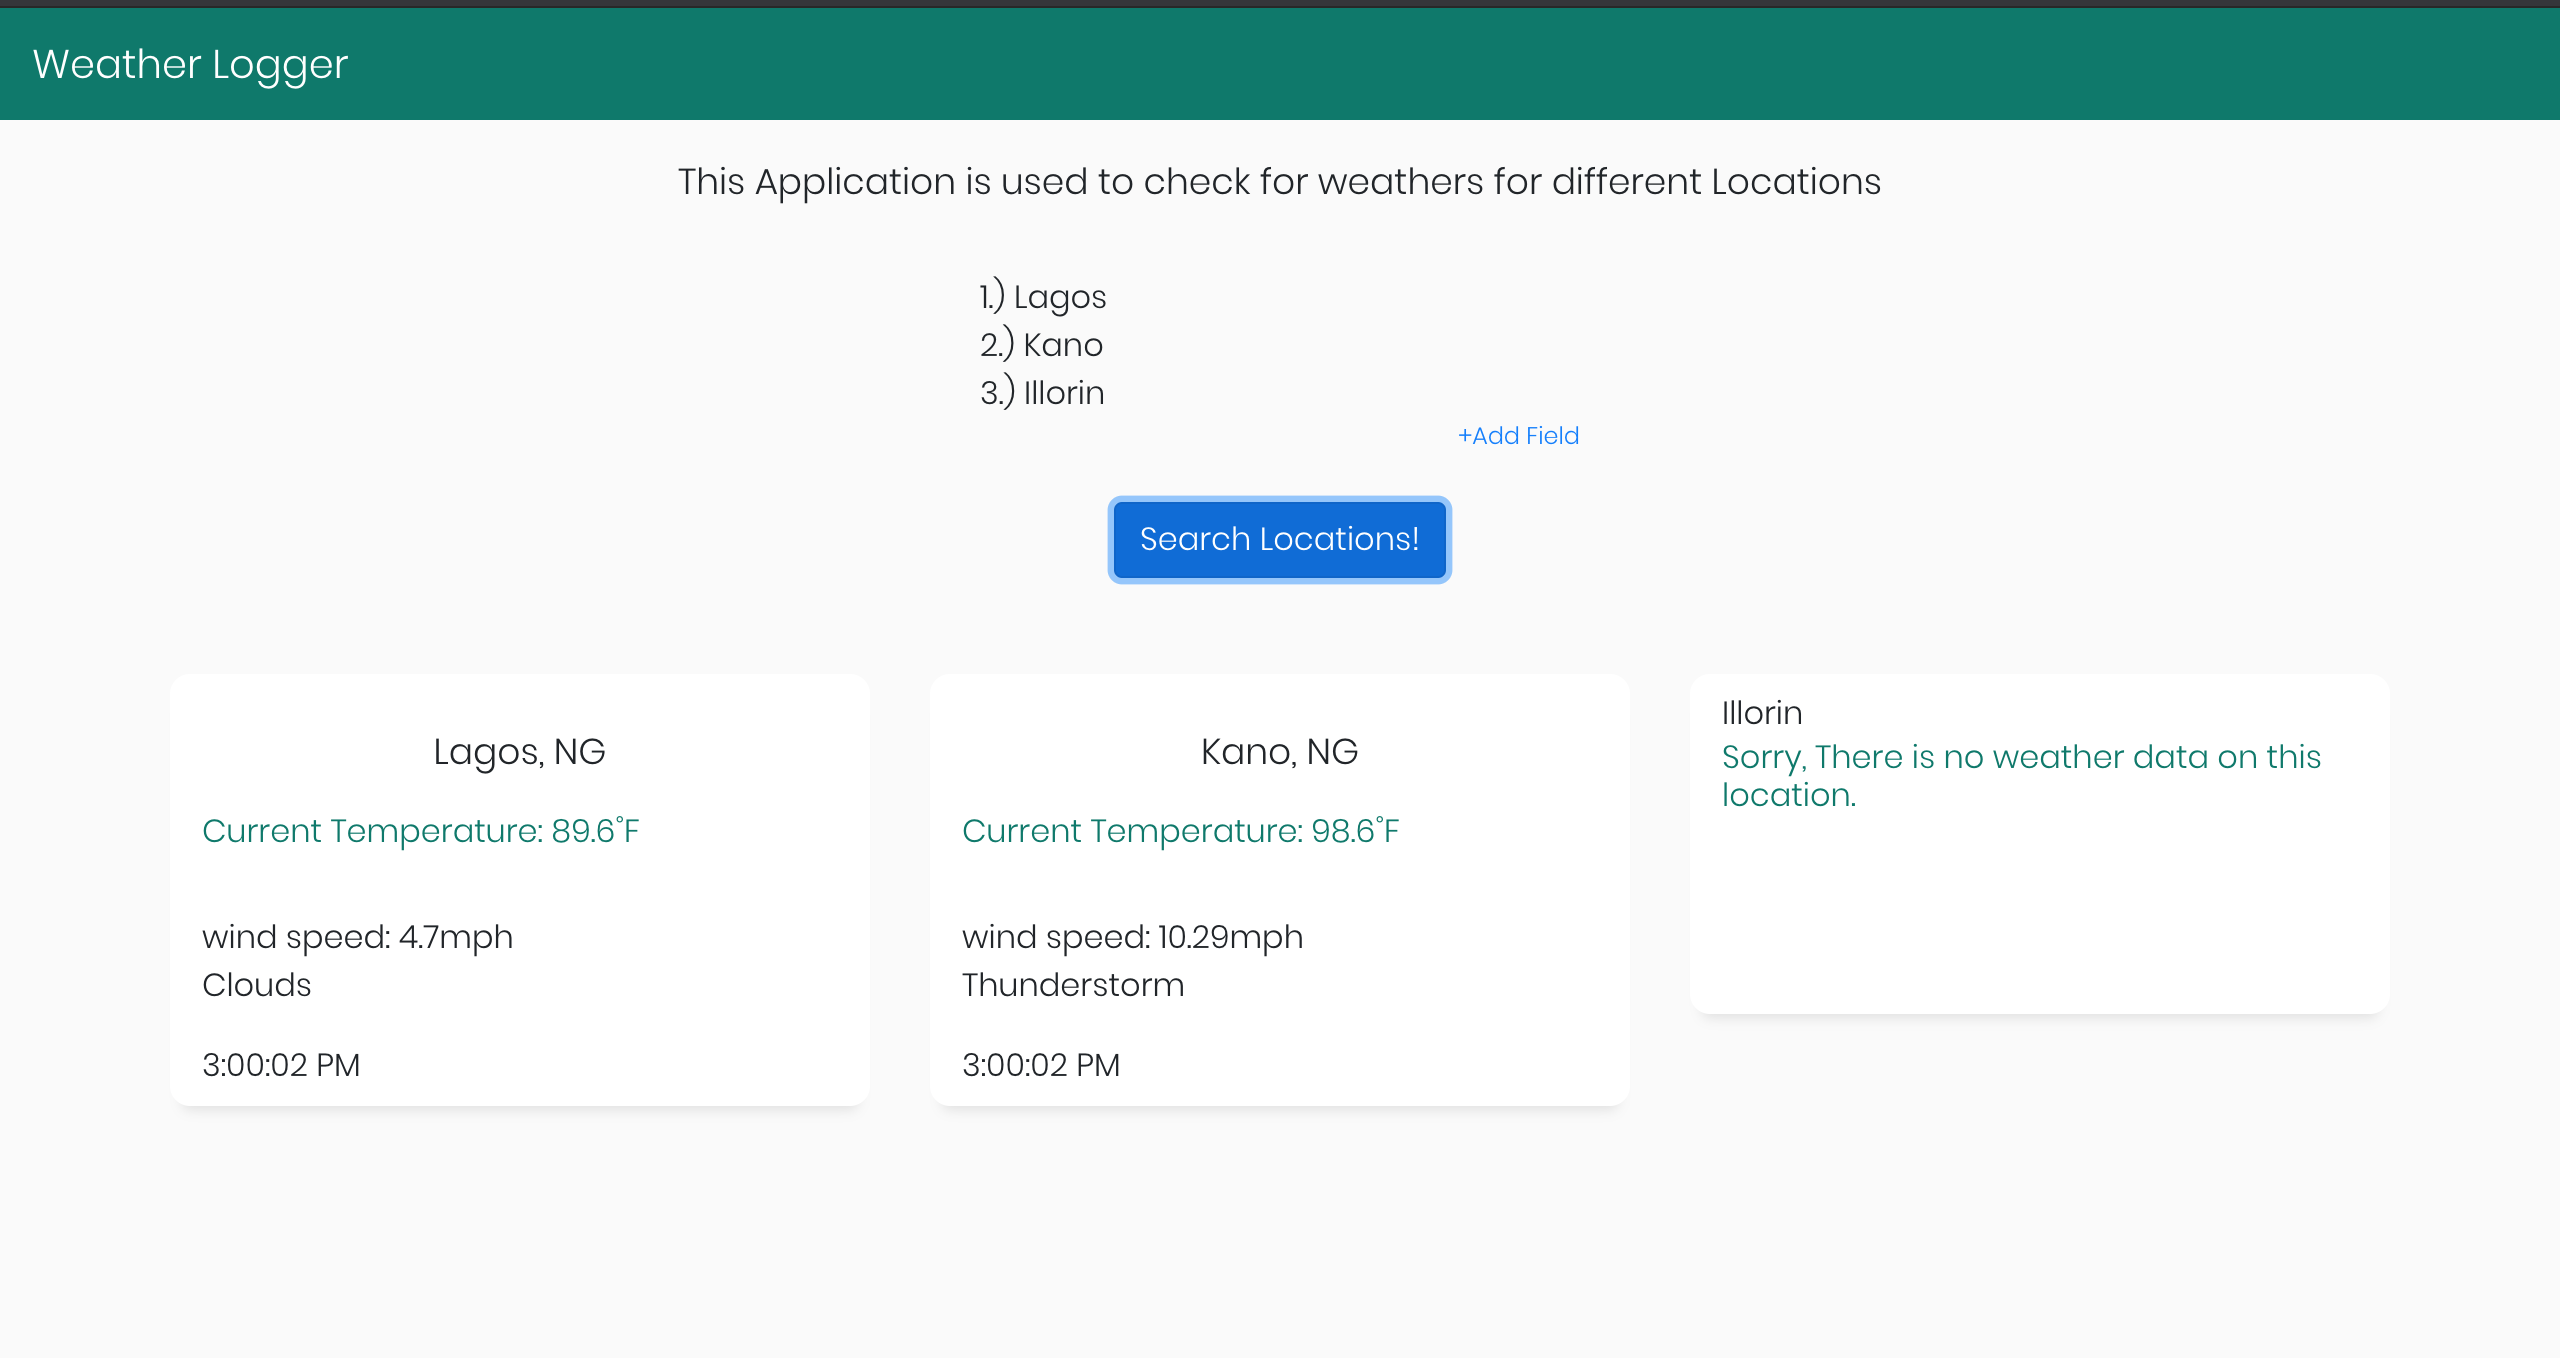 Weather Logger
This Application is used to check for weathers for different Locations
1.) Lagos
2.) Kano
3.) Illorin
+Add Field
Search Locations!
Lagos, NG
Current Temperature: 89.6°F
wind speed: 4.7mph
Clouds
3:00:02 PM
Kano, NG
Current Temperature: 98.6°F
wind speed: 10.29mph
Thunderstorm
3:00:02 PM
Illorin
Sorry, There is no weather data on this
location.